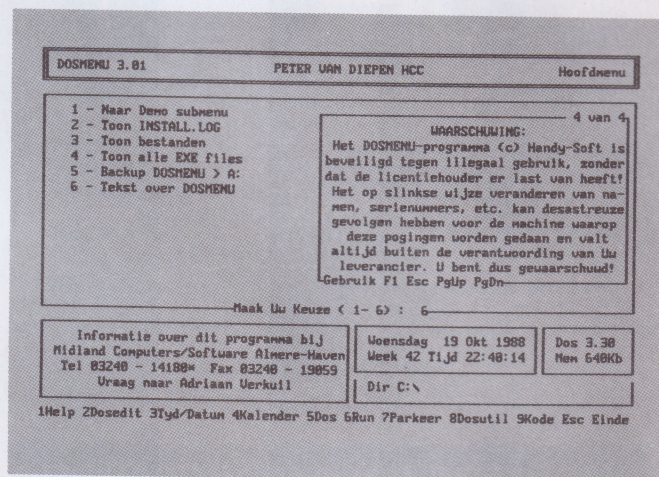 DOSMENU 3.01 PETER VAN DIEPEN HCC Hoofdmenu
1 - Naar Demo submenu
2 - Toon INSTALL.LOG
3 - Toon bestanden
4 - Toon alle EXE files
5 - Backup DOSMENU > A:
6 - Tekst over DOSMENU
4 van 4
WAARSCHUWING:
Het DOSMENU-programma (c) Handy-Soft is
beveiligd tegen illegaal gebruik, zonder
dat de licentiehouder er last van heeft!
Het op slinkse wijze veranderen van na-
men, serienummers, etc. kan desastreuze
gevolgen hebben voor de machine waarop
deze pogingen worden gedaan en valt
altijd buiten de verantwoording van Uw
leverancier. U bent dus gewaarschuwd!
Gebruik F1 Esc PgUp PgDn
Maak Uw Keuze ( 1- 6) : 6
Informatie over dit programma bij
Midland Computers/Software Almere-Haven
Tel 03240 - 14180* Fax 03240 - 19059
Vraag naar Adriaan Verkuil
Woensdag 19 Okt 1988
Week 42 Tijd 22:40:14
Dos 3.30
Mem 640Kb
Dir C:\
1Help 2Dosedit 3Tyd/Datum 4Kalender 5Dos 6Run 7Parkeer 8Dosutil 9Kode Esc Einde